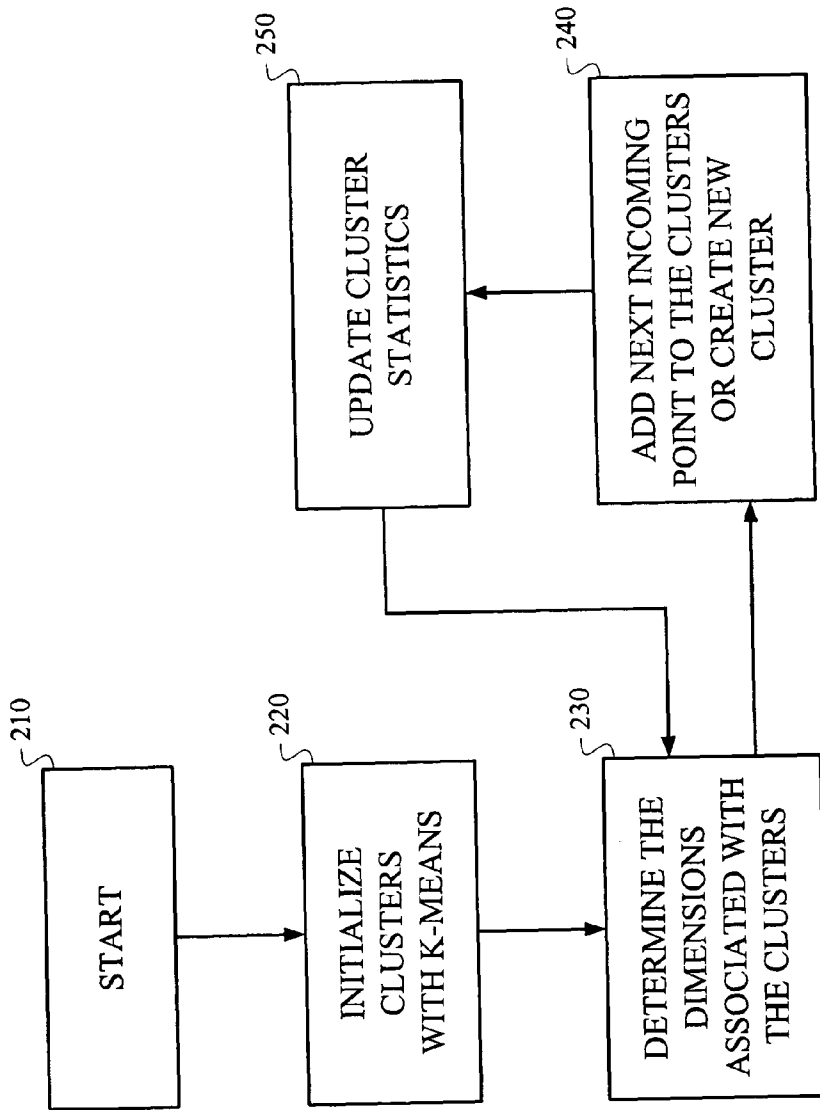 210
START
220
INITIALIZE
CLUSTERS
WITH K-MEANS
230
DETERMINE THE
DIMENSIONS
ASSOCIATED WITH
THE CLUSTERS
240
ADD NEXT INCOMING
POINT TO THE CLUSTERS
OR CREATE NEW
CLUSTER
250
UPDATE CLUSTER
STATISTICS